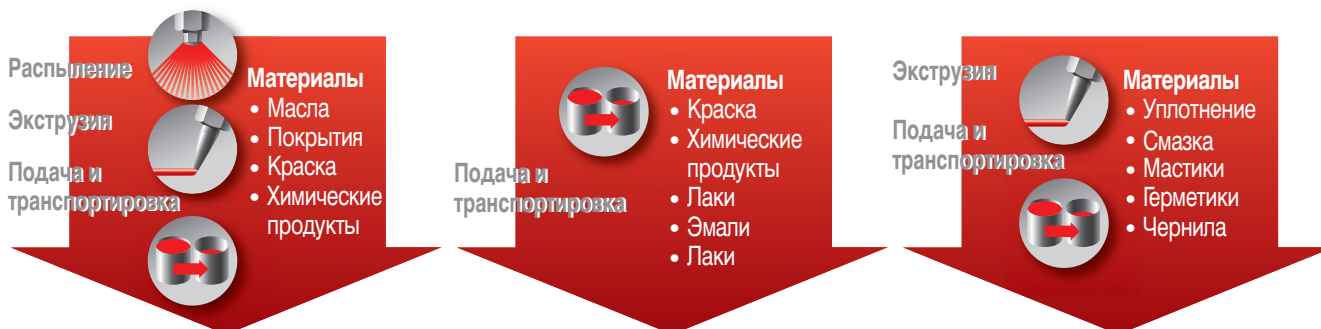 Распыление
Экструзия
Подача и
транспортировка
Материалы
• Масла
• Покрытия
• Краска
• Химические
продукты
Подача и
транспортировка
Материалы
• Краска
• Химические
продукты
• Лаки
• Эмали
• Лаки
Экструзия
Подача и
транспортировка
Материалы
• Уплотнение
• Смазка
• Мастики
• Герметики
• Чернила